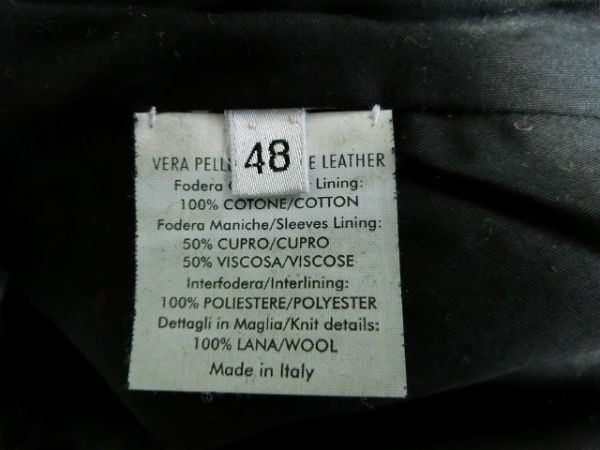 48
VERA PELL E LEATHER
Fodera Lining:
100% COTONE/COTTON
Fodera Maniche/Sleeves Lining:
50% CUPRO/CUPRO
50% VISCOSA/VISCOSE
Interfodera/Interlining:
100% POLIESTERE/POLYESTER
Dettagli in Maglia/Knit details:
100% LANA/WOOL
Made in Italy